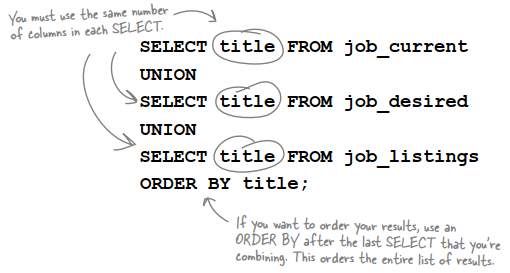 You must use the same number
of columns in each SELECT.
SELECT title FROM job_current
UNION
SELECT title FROM job_desired
UNION
SELECT title FROM job_listings
ORDER BY title;
If you want to order your results, use an
ORDER BY after the last SELECT that you're
combining. This orders the entire list of results.